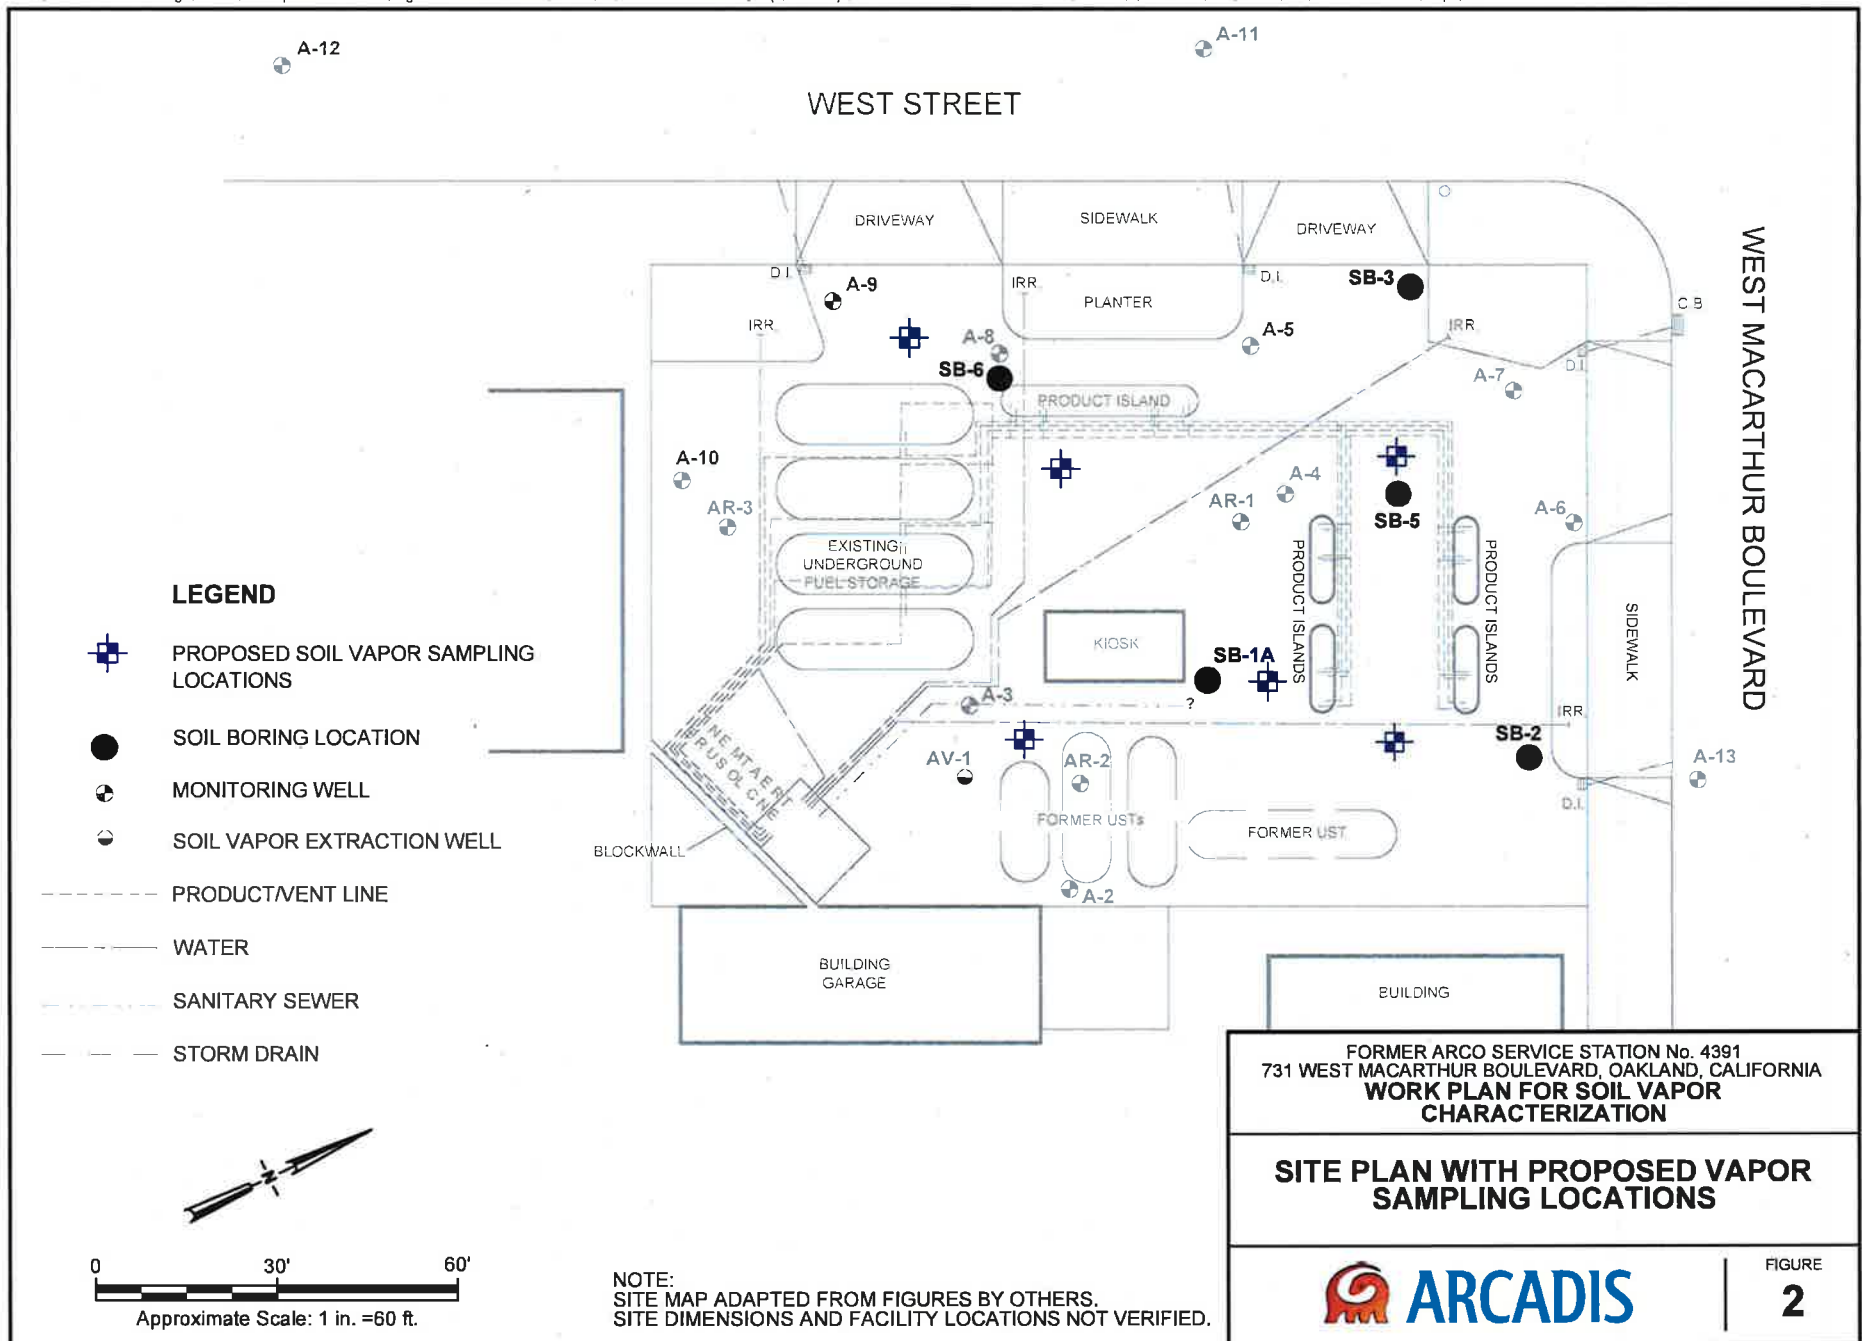 A-12
A-11
WEST STREET
DRIVEWAY
SIDEWALK
DRIVEWAY
WEST MACARTHUR BOULEVARD
D.I.
A-9
IRR.
PLANTER
D.I.
SB-3
C.B
IRR.
A-8
A-5
IRR.
D.I.
SB-6
PRODUCT ISLAND
A-7
A-10
AR-3
AR-1
A-4
SB-5
A-6
EXISTING
UNDERGROUND
FUEL STORAGE
PRODUCT ISLANDS
PRODUCT ISLANDS
SIDEWALK
KIOSK
SB-1A
A-3
?
IRR.
SB-2
AV-1
AR-2
A-13
D.I.
FORMER USTs
FORMER UST
BLOCKWALL
A-2
BUILDING
GARAGE
BUILDING
LEGEND
PROPOSED SOIL VAPOR SAMPLING
LOCATIONS
SOIL BORING LOCATION
MONITORING WELL
SOIL VAPOR EXTRACTION WELL
PRODUCT/VENT LINE
WATER
SANITARY SEWER
STORM DRAIN
N
0 30' 60'
Approximate Scale: 1 in. =60 ft.
NOTE:
SITE MAP ADAPTED FROM FIGURES BY OTHERS.
SITE DIMENSIONS AND FACILITY LOCATIONS NOT VERIFIED.
FORMER ARCO SERVICE STATION No. 4391
731 WEST MACARTHUR BOULEVARD, OAKLAND, CALIFORNIA
WORK PLAN FOR SOIL VAPOR
CHARACTERIZATION
SITE PLAN WITH PROPOSED VAPOR
SAMPLING LOCATIONS
ARCADIS
FIGURE
2